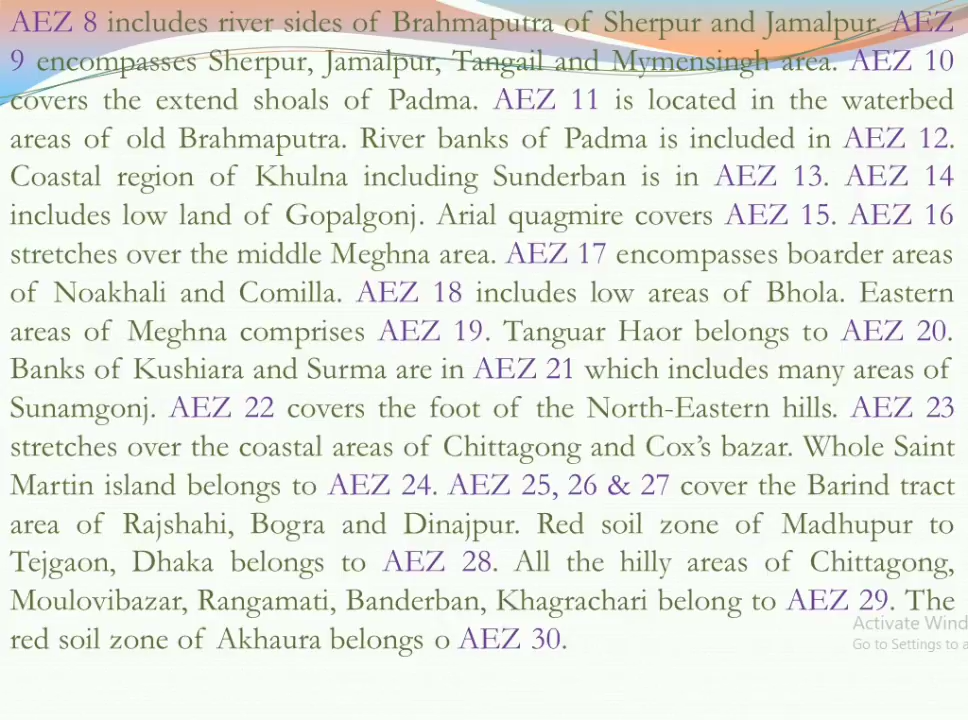 AEZ 8 includes river sides of Brahmaputra of Sherpur and Jamalpur. AEZ
9 encompasses Sherpur, Jamalpur, Tangail and Mymensingh area. AEZ 10
covers the extend shoals of Padma. AEZ 11 is located in the waterbed
areas of old Brahmaputra. River banks of Padma is included in AEZ 12.
Coastal region of Khulna including Sunderban is in AEZ 13. AEZ 14
includes low land of Gopalgonj. Arial quagmire covers AEZ 15. AEZ 16
stretches over the middle Meghna area. AEZ 17 encompasses boarder areas
of Noakhali and Comilla. AEZ 18 includes low areas of Bhola. Eastern
areas of Meghna comprises AEZ 19. Tanguar Haor belongs to AEZ 20.
Banks of Kushiara and Surma are in AEZ 21 which includes many areas of
Sunamgonj. AEZ 22 covers the foot of the North-Eastern hills. AEZ 23
stretches over the coastal areas of Chittagong and Cox's bazar. Whole Saint
Martin island belongs to AEZ 24. AEZ 25, 26 & 27 cover the Barind tract
area of Rajshahi, Bogra and Dinajpur. Red soil zone of Madhupur to
Tejgaon, Dhaka belongs to AEZ 28. All the hilly areas of Chittagong,
Moulovibazar, Rangamati, Banderban, Khagrachari belong to AEZ 29. The
red soil zone of Akhaura belongs o AEZ 30.
Activate Wind
Go to Settings to a